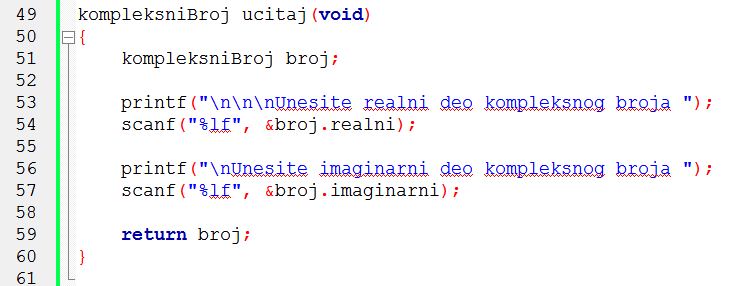 49 kompleksniBroj ucitaj(void)
50 {
51 kompleksniBroj broj;
52
53 printf("\n\n\nUnesite realni deo kompleksnog broja ");
54 scanf("%lf", &broj.realni);
55
56 printf("\nUnesite imaginarni deo kompleksnog broja ");
57 scanf("%lf", &broj.imaginarni);
58
59 return broj;
60 }
61